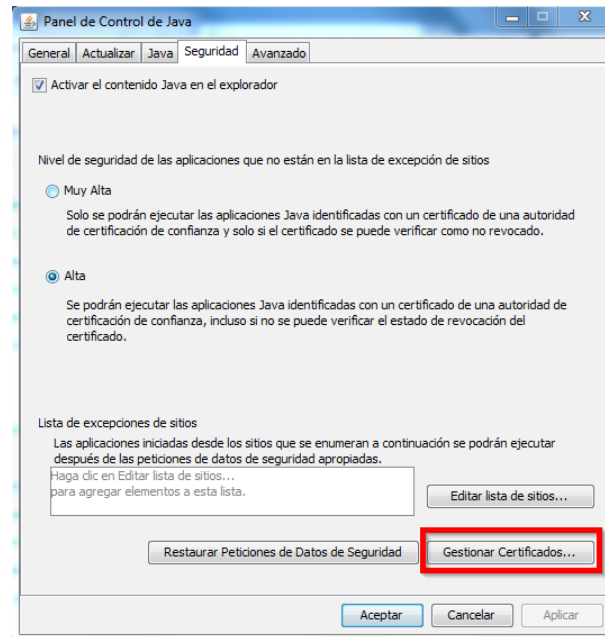 Panel de Control de Java
General Actualizar Java Seguridad Avanzado
Activar el contenido Java en el explorador
Nivel de seguridad de las aplicaciones que no están en la lista de excepción de sitios
Muy Alta
Solo se podrán ejecutar las aplicaciones Java identificadas con un certificado de una autoridad
de certificación de confianza y solo si el certificado se puede verificar como no revocado.
Alta
Se podrán ejecutar las aplicaciones Java identificadas con un certificado de una autoridad de
certificación de confianza, incluso si no se puede verificar el estado de revocación del
certificado.
Lista de excepciones de sitios
Las aplicaciones iniciadas desde los sitios que se enumeran a continuación se podrán ejecutar
después de las peticiones de datos de seguridad apropiadas.
Haga clic en Editar lista de sitios...
para agregar elementos a esta lista.
Editar lista de sitios...
Restaurar Peticiones de Datos de Seguridad Gestionar Certificados...
Aceptar Cancelar Aplicar